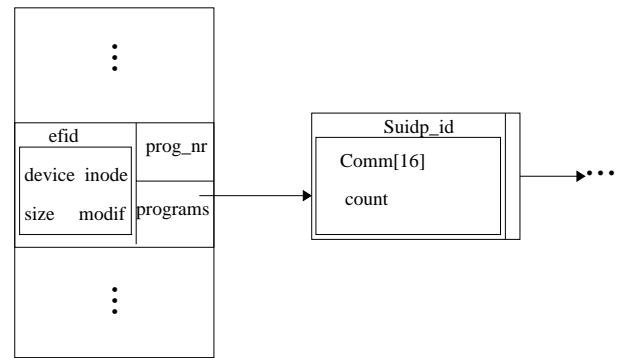 efid
prog_nr
device inode
size modif
programs
Suidp_id
Comm[16]
count